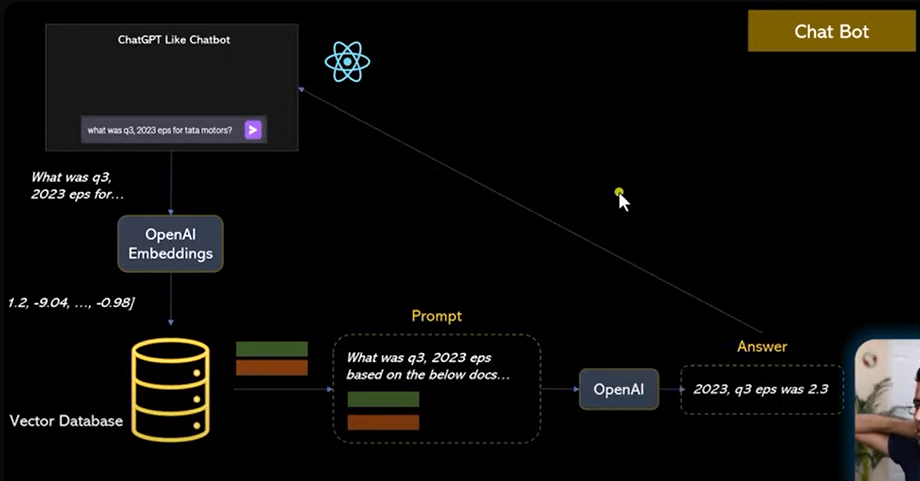 Chat Bot
ChatGPT Like Chatbot
what was q3, 2023 eps for tata motors?
What was q3,
2023 eps for...
OpenAI
Embeddings
1.2, -9.04, ..., -0.98]
Vector Database
Prompt
What was q3, 2023 eps
based on the below docs...
OpenAI
Answer
2023, q3 eps was 2.3